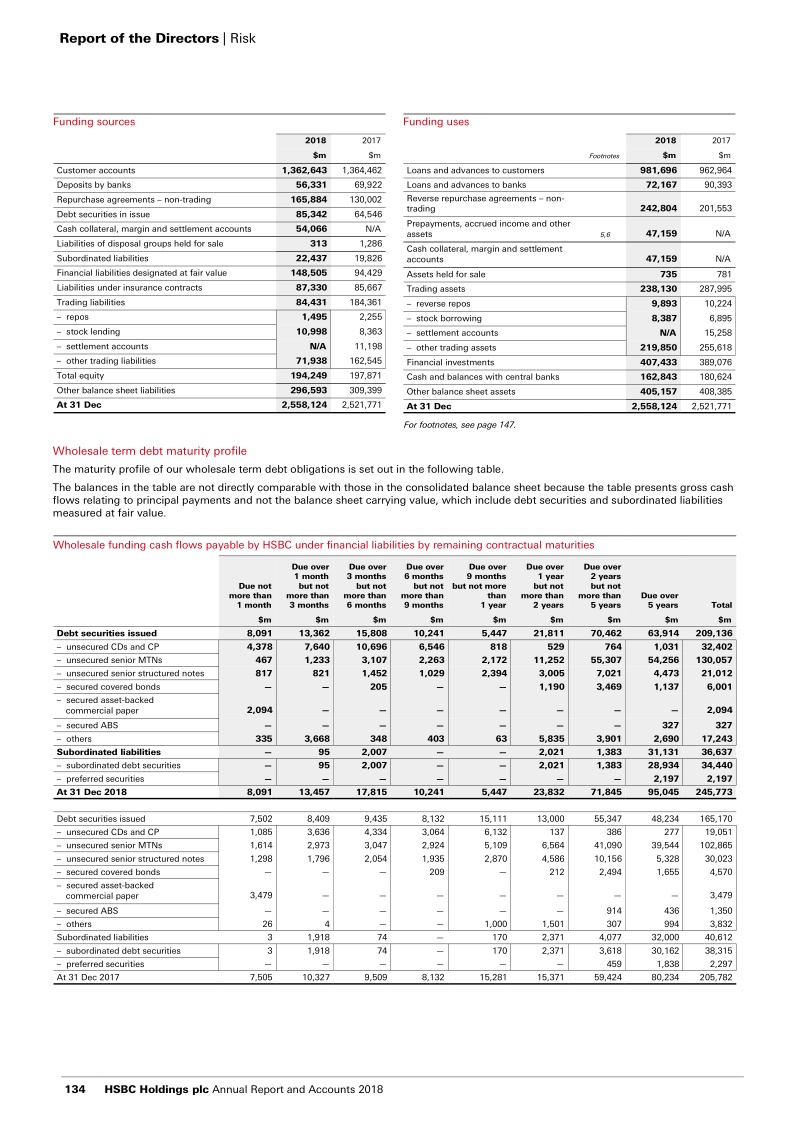 Report of the Directors | Risk
Funding sources
2018 2017
$m $m
Customer accounts 1,362,643 1,364,462
Deposits by banks 56,331 69,922
Repurchase agreements – non-trading 165,884 130,002
Debt securities in issue 85,342 64,546
Cash collateral, margin and settlement accounts 54,066 N/A
Liabilities of disposal groups held for sale 313 1,286
Subordinated liabilities 22,437 19,826
Financial liabilities designated at fair value 148,505 94,429
Liabilities under insurance contracts 87,330 85,667
Trading liabilities 84,431 184,361
– repos 1,495 2,255
– stock lending 10,998 8,363
– settlement accounts N/A 11,198
– other trading liabilities 71,938 162,545
Total equity 194,249 197,871
Other balance sheet liabilities 296,593 309,399
At 31 Dec 2,558,124 2,521,771
Funding uses
2018 2017
Footnotes $m $m
Loans and advances to customers 981,696 962,964
Loans and advances to banks 72,167 90,393
Reverse repurchase agreements – non-
trading 242,804 201,553
Prepayments, accrued income and other
assets 5,6 47,159 N/A
Cash collateral, margin and settlement
accounts 47,159 N/A
Assets held for sale 735 781
Trading assets 238,130 287,995
– reverse repos 9,893 10,224
– stock borrowing 8,387 6,895
– settlement accounts N/A 15,258
– other trading assets 219,850 255,618
Financial investments 407,433 389,076
Cash and balances with central banks 162,843 180,624
Other balance sheet assets 405,157 408,385
At 31 Dec 2,558,124 2,521,771
For footnotes, see page 147.
Wholesale term debt maturity profile
The maturity profile of our wholesale term debt obligations is set out in the following table.
The balances in the table are not directly comparable with those in the consolidated balance sheet because the table presents gross cash
flows relating to principal payments and not the balance sheet carrying value, which include debt securities and subordinated liabilities
measured at fair value.
Wholesale funding cash flows payable by HSBC under financial liabilities by remaining contractual maturities
Due over Due over Due over Due over Due over Due over
1 month 3 months 6 months 9 months 1 year 2 years
Due not but not but not but not but not more but not but not
more than more than more than more than than more than more than Due over
1 month 3 months 6 months 9 months 1 year 2 years 5 years 5 years Total
$m $m $m $m $m $m $m $m $m
Debt securities issued 8,091 13,362 15,808 10,241 5,447 21,811 70,462 63,914 209,136
– unsecured CDs and CP 4,378 7,640 10,696 6,546 818 529 764 1,031 32,402
– unsecured senior MTNs 467 1,233 3,107 2,263 2,172 11,252 55,307 54,256 130,057
– unsecured senior structured notes 817 821 1,452 1,029 2,394 3,005 7,021 4,473 21,012
– secured covered bonds — — 205 — — 1,190 3,469 1,137 6,001
– secured asset-backed
commercial paper 2,094 — — — — — — — 2,094
– secured ABS — — — — — — — 327 327
– others 335 3,668 348 403 63 5,835 3,901 2,690 17,243
Subordinated liabilities — 95 2,007 — — 2,021 1,383 31,131 36,637
– subordinated debt securities — 95 2,007 — — 2,021 1,383 28,934 34,440
– preferred securities — — — — — — — 2,197 2,197
At 31 Dec 2018 8,091 13,457 17,815 10,241 5,447 23,832 71,845 95,045 245,773
Debt securities issued 7,502 8,409 9,435 8,132 15,111 13,000 55,347 48,234 165,170
– unsecured CDs and CP 1,085 3,636 4,334 3,064 6,132 137 386 277 19,051
– unsecured senior MTNs 1,614 2,973 3,047 2,924 5,109 6,564 41,090 39,544 102,865
– unsecured senior structured notes 1,298 1,796 2,054 1,935 2,870 4,586 10,156 5,328 30,023
– secured covered bonds — — — 209 — 212 2,494 1,655 4,570
– secured asset-backed
commercial paper 3,479 — — — — — — — 3,479
– secured ABS — — — — — — 914 436 1,350
– others 26 4 — — 1,000 1,501 307 994 3,832
Subordinated liabilities 3 1,918 74 — 170 2,371 4,077 32,000 40,612
– subordinated debt securities 3 1,918 74 — 170 2,371 3,618 30,162 38,315
– preferred securities — — — — — — 459 1,838 2,297
At 31 Dec 2017 7,505 10,327 9,509 8,132 15,281 15,371 59,424 80,234 205,782
134 HSBC Holdings plc Annual Report and Accounts 2018